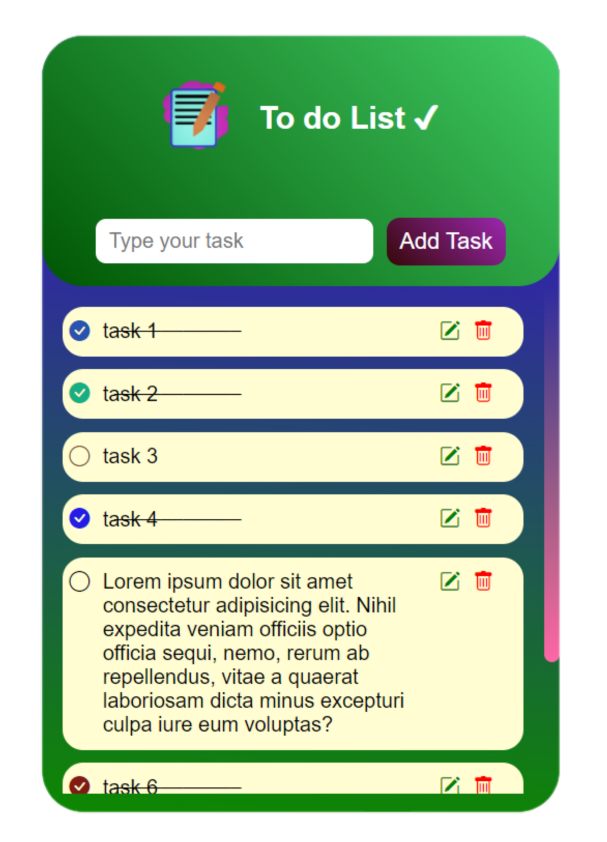 To do List ✓
Type your task
Add Task
task 1
task 2
task 3
task 4
Lorem ipsum dolor sit amet
consectetur adipisicing elit. Nihil
expedita veniam officiis optio
officia sequi, nemo, rerum ab
repellendus, vitae a quaerat
laboriosam dicta minus excepturi
culpa iure eum voluptas?
task 6